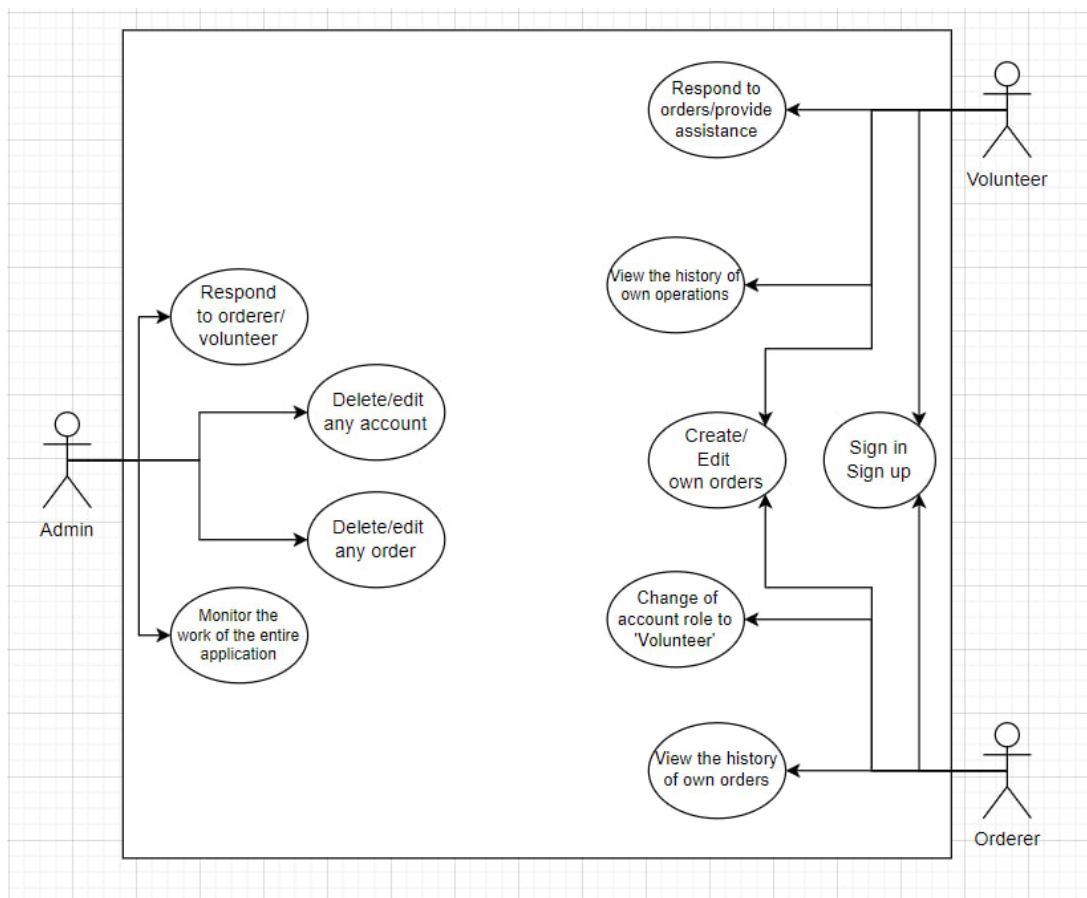 Respond to
orders/provide
assistance
Volunteer
View the history of
own operations
Respond
to orderer/
volunteer
Delete/edit
any account
Create/
Edit
own orders
Sign in
Sign up
Admin
Delete/edit
any order
Monitor the
work of the entire
application
Change of
account role to
'Volunteer'
View the history
of own orders
Orderer